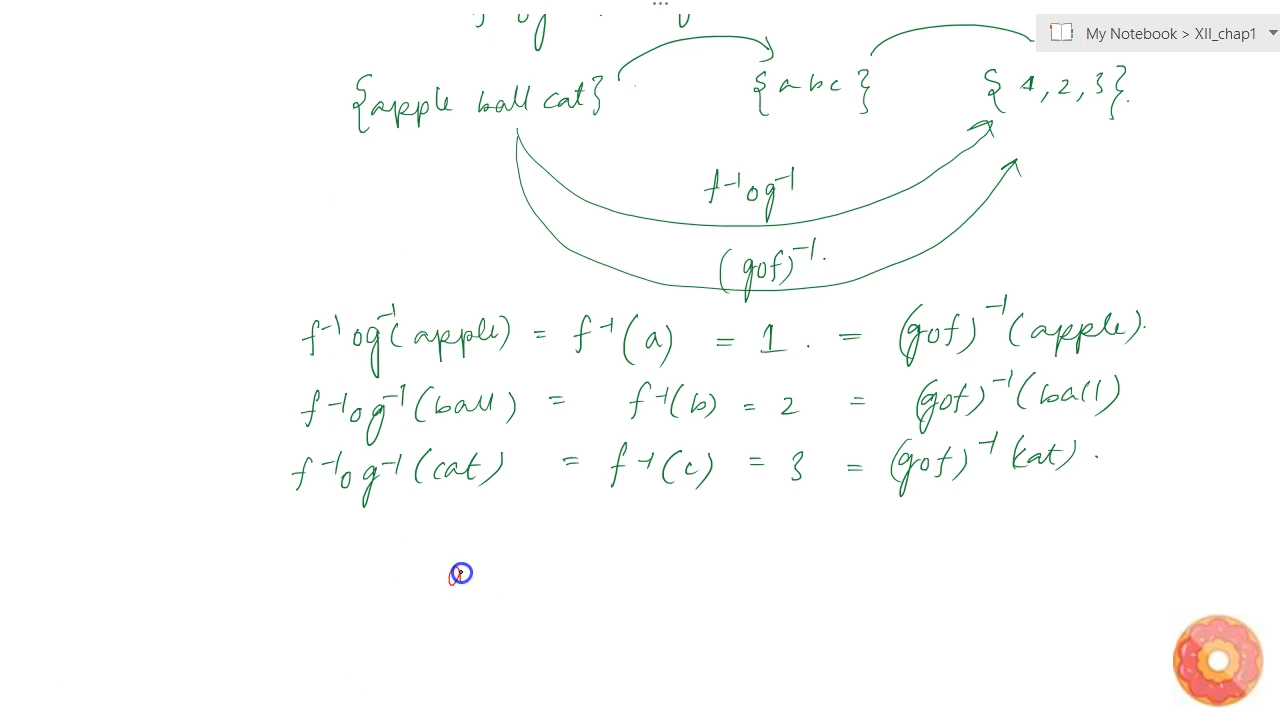 My Notebook > XII_chap1
{apple ball cat} {a b c} {1, 2, 3}.
f⁻¹og⁻¹
(gof)⁻¹.
f⁻¹og⁻¹(apple) = f⁻¹(a) = 1. = (gof)⁻¹(apple).
f⁻¹og⁻¹(ball) = f⁻¹(b) = 2 = (gof)⁻¹(ball)
f⁻¹og⁻¹(cat) = f⁻¹(c) = 3 = (gof)⁻¹(cat).